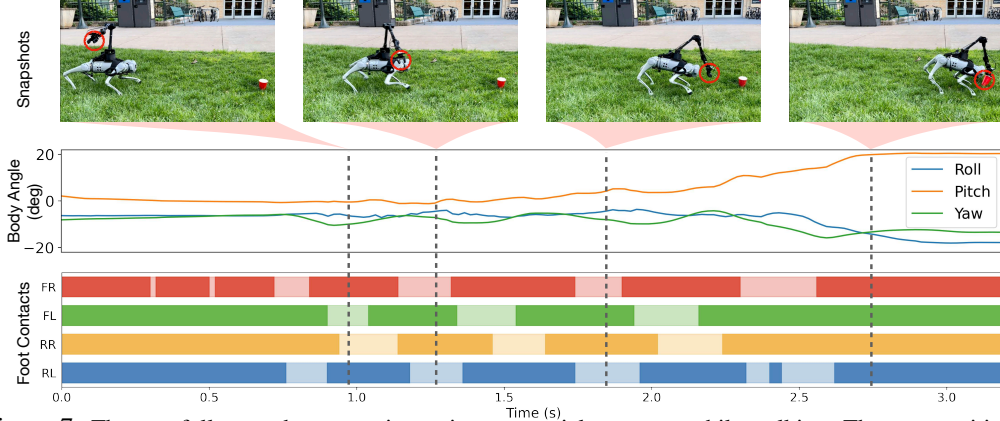 Snapshots
Body Angle
(deg)
20
0
−20
Roll
Pitch
Yaw
Foot Contacts
FR
FL
RR
RL
0.0 0.5 1.0 1.5 2.0 2.5 3.0
Time (s)